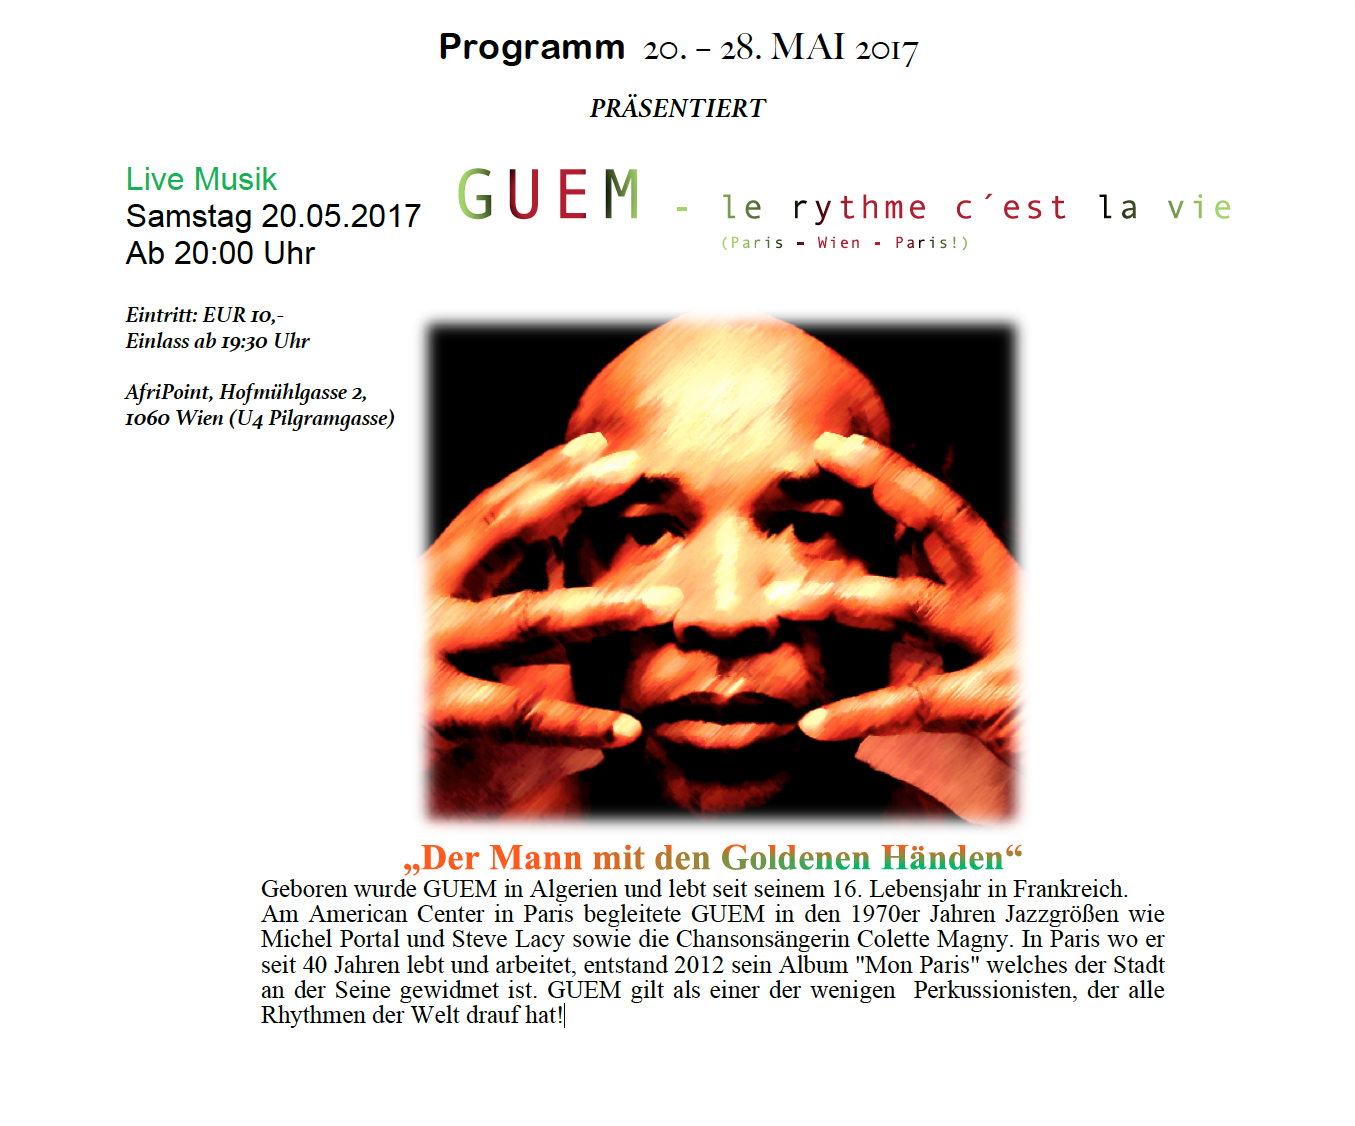 Programm 20. – 28. MAI 2017
PRÄSENTIERT
Live Musik
Samstag 20.05.2017
Ab 20:00 Uhr
GUEM - le rythme c´est la vie
(Paris – Wien - Paris!)
Eintritt: EUR 10,-
Einlass ab 19:30 Uhr
AfriPoint, Hofmühlgasse 2,
1060 Wien (U4 Pilgramgasse)
„Der Mann mit den Goldenen Händen“
Geboren wurde GUEM in Algerien und lebt seit seinem 16. Lebensjahr in Frankreich.
Am American Center in Paris begleitete GUEM in den 1970er Jahren Jazzgrößen wie
Michel Portal und Steve Lacy sowie die Chansonsängerin Colette Magny. In Paris wo er
seit 40 Jahren lebt und arbeitet, entstand 2012 sein Album "Mon Paris" welches der Stadt
an der Seine gewidmet ist. GUEM gilt als einer der wenigen  Perkussionisten, der alle
Rhythmen der Welt drauf hat!